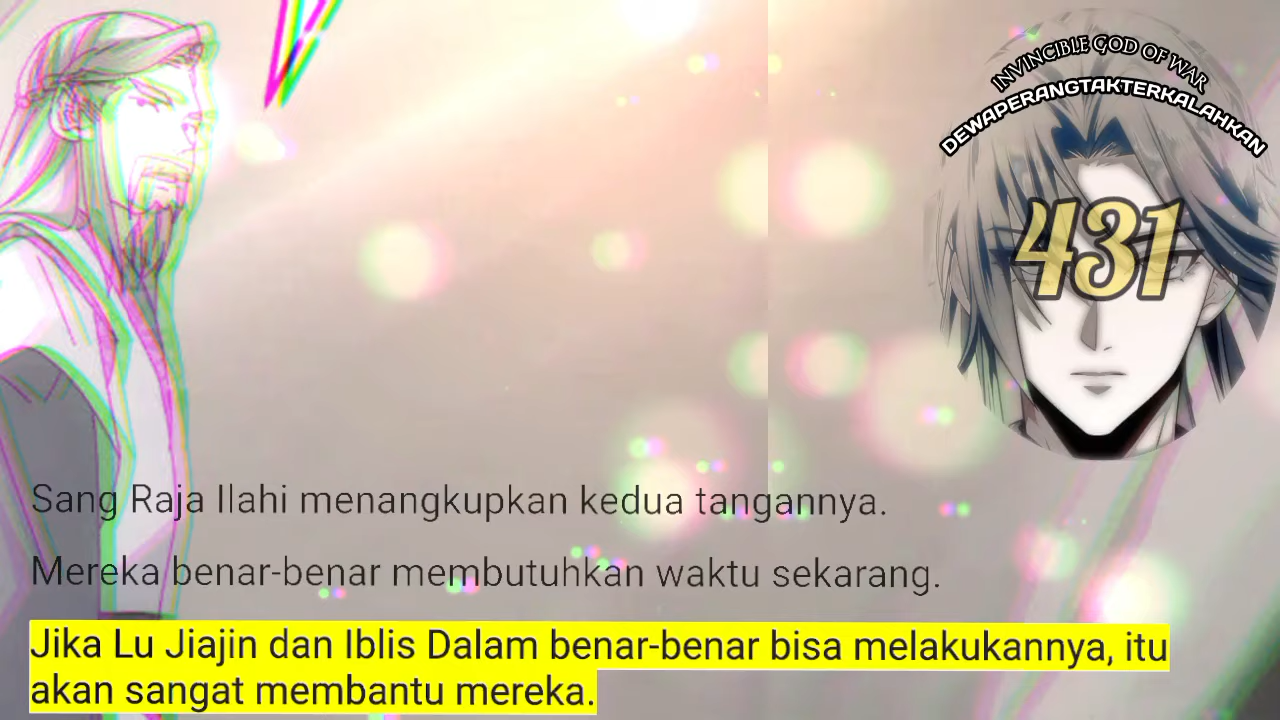 INVINCIBLE GOD OF WAR
DEWAPERANGTAKTERKALAHKAN
431
Sang Raja Ilahi menangkupkan kedua tangannya.
Mereka benar-benar membutuhkan waktu sekarang.
Jika Lu Jiajin dan Iblis Dalam benar-benar bisa melakukannya, itu
akan sangat membantu mereka.